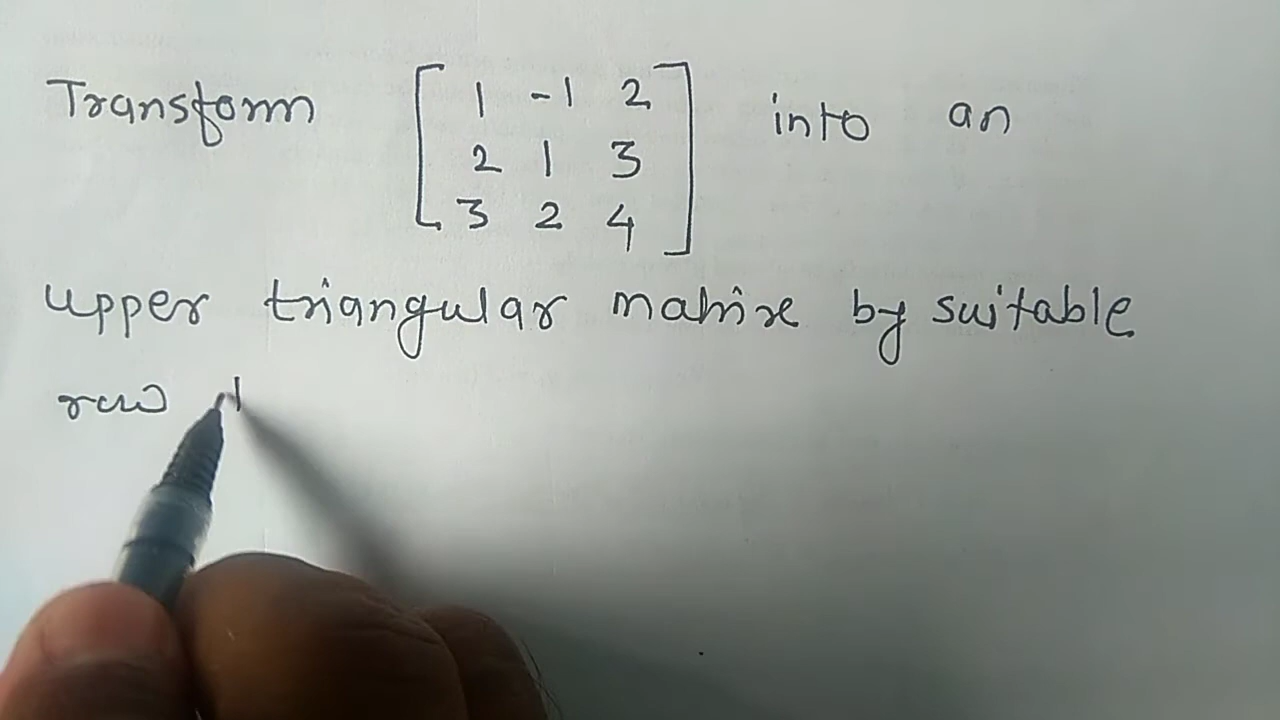 Transform [ 1 -1 2 into an
2 1 3
3 2 4 ]
upper triangular matrix by suitable
row